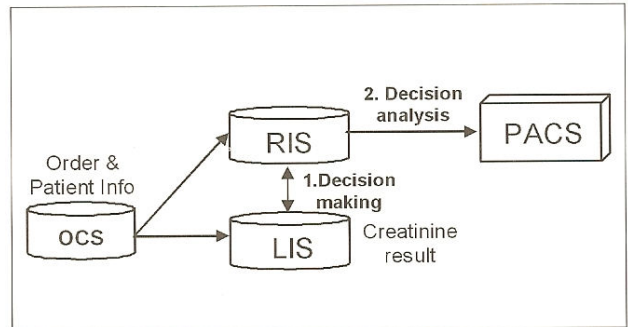 2. Decision
analysis
RIS
PACS
Order &
Patient Info
1.Decision
making
OCS
LIS
Creatinine
result